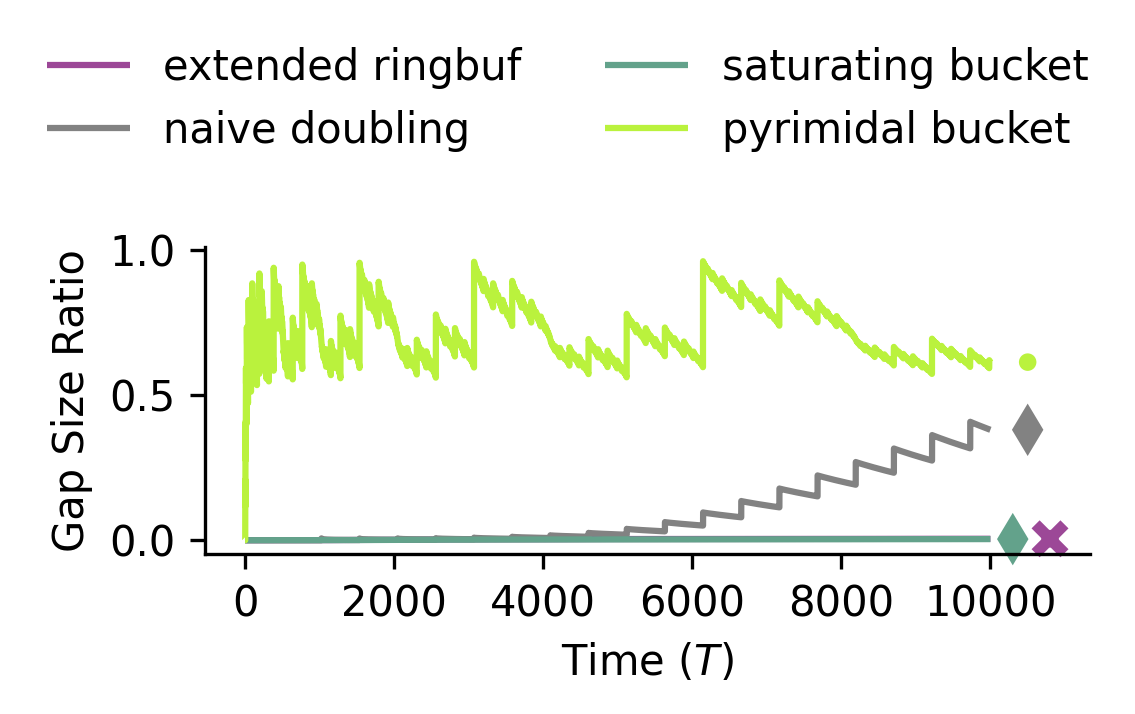 extended ringbuf
naive doubling
saturating bucket
pyrimidal bucket
Gap Size Ratio
1.0
0.5
0.0
0 2000 4000 6000 8000 10000
Time (T)